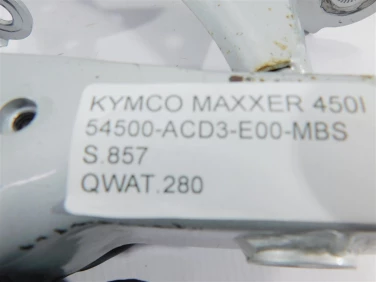 KYMCO MAXXER 450I
54500-ACD3-E00-MBS
S.857
QWAT.280